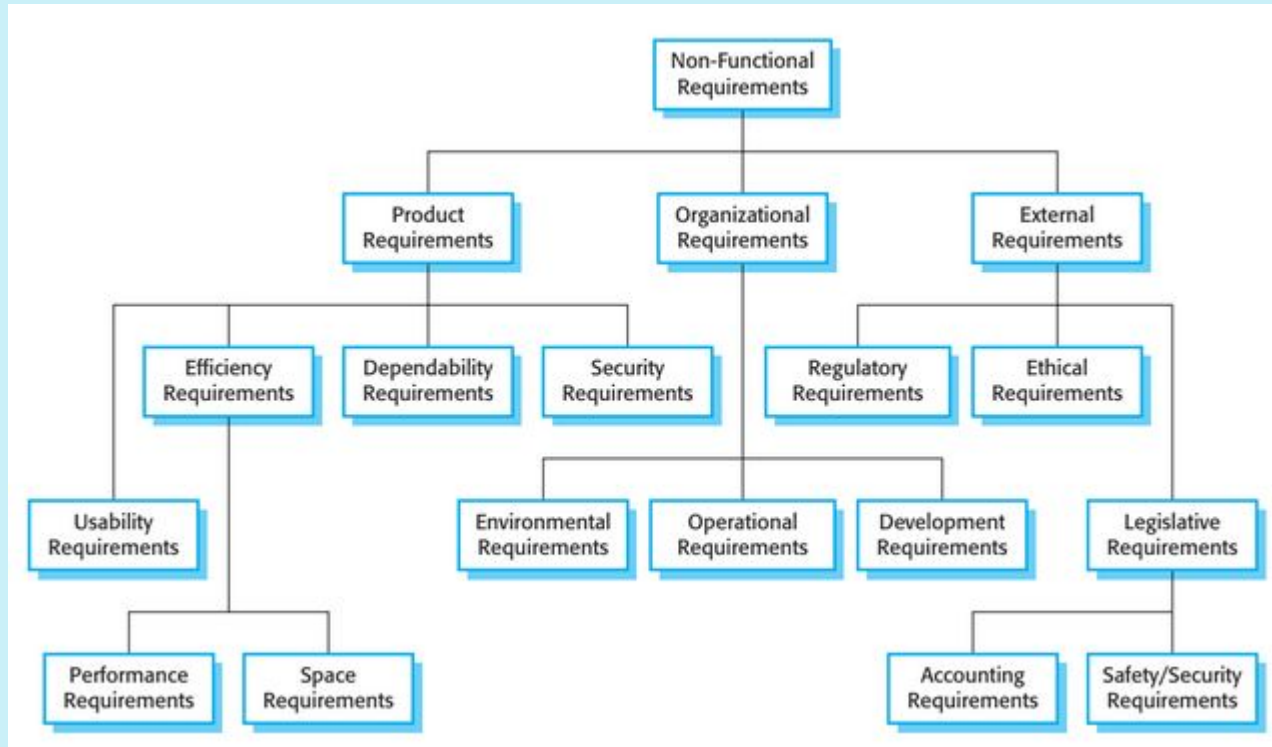 Non-Functional
Requirements
Product
Requirements
Organizational
Requirements
External
Requirements
Efficiency
Requirements
Dependability
Requirements
Security
Requirements
Regulatory
Requirements
Ethical
Requirements
Usability
Requirements
Environmental
Requirements
Operational
Requirements
Development
Requirements
Legislative
Requirements
Performance
Requirements
Space
Requirements
Accounting
Requirements
Safety/Security
Requirements